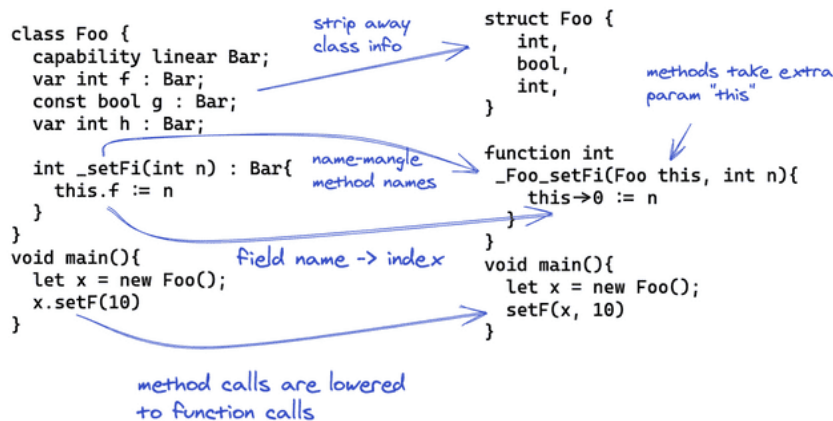 class Foo {
capability linear Bar;
var int f : Bar;
const bool g : Bar;
var int h : Bar;
int _setFi(int n) : Bar{
this.f := n
}
}
void main(){
let x = new Foo();
x.setF(10)
}
strip away
class info
name-mangle
method names
field name -> index
method calls are lowered
to function calls
struct Foo {
int,
bool,
int,
}
methods take extra
param "this"
function int
_Foo_setFi(Foo this, int n){
this->0 := n
}
}
void main(){
let x = new Foo();
setF(x, 10)
}